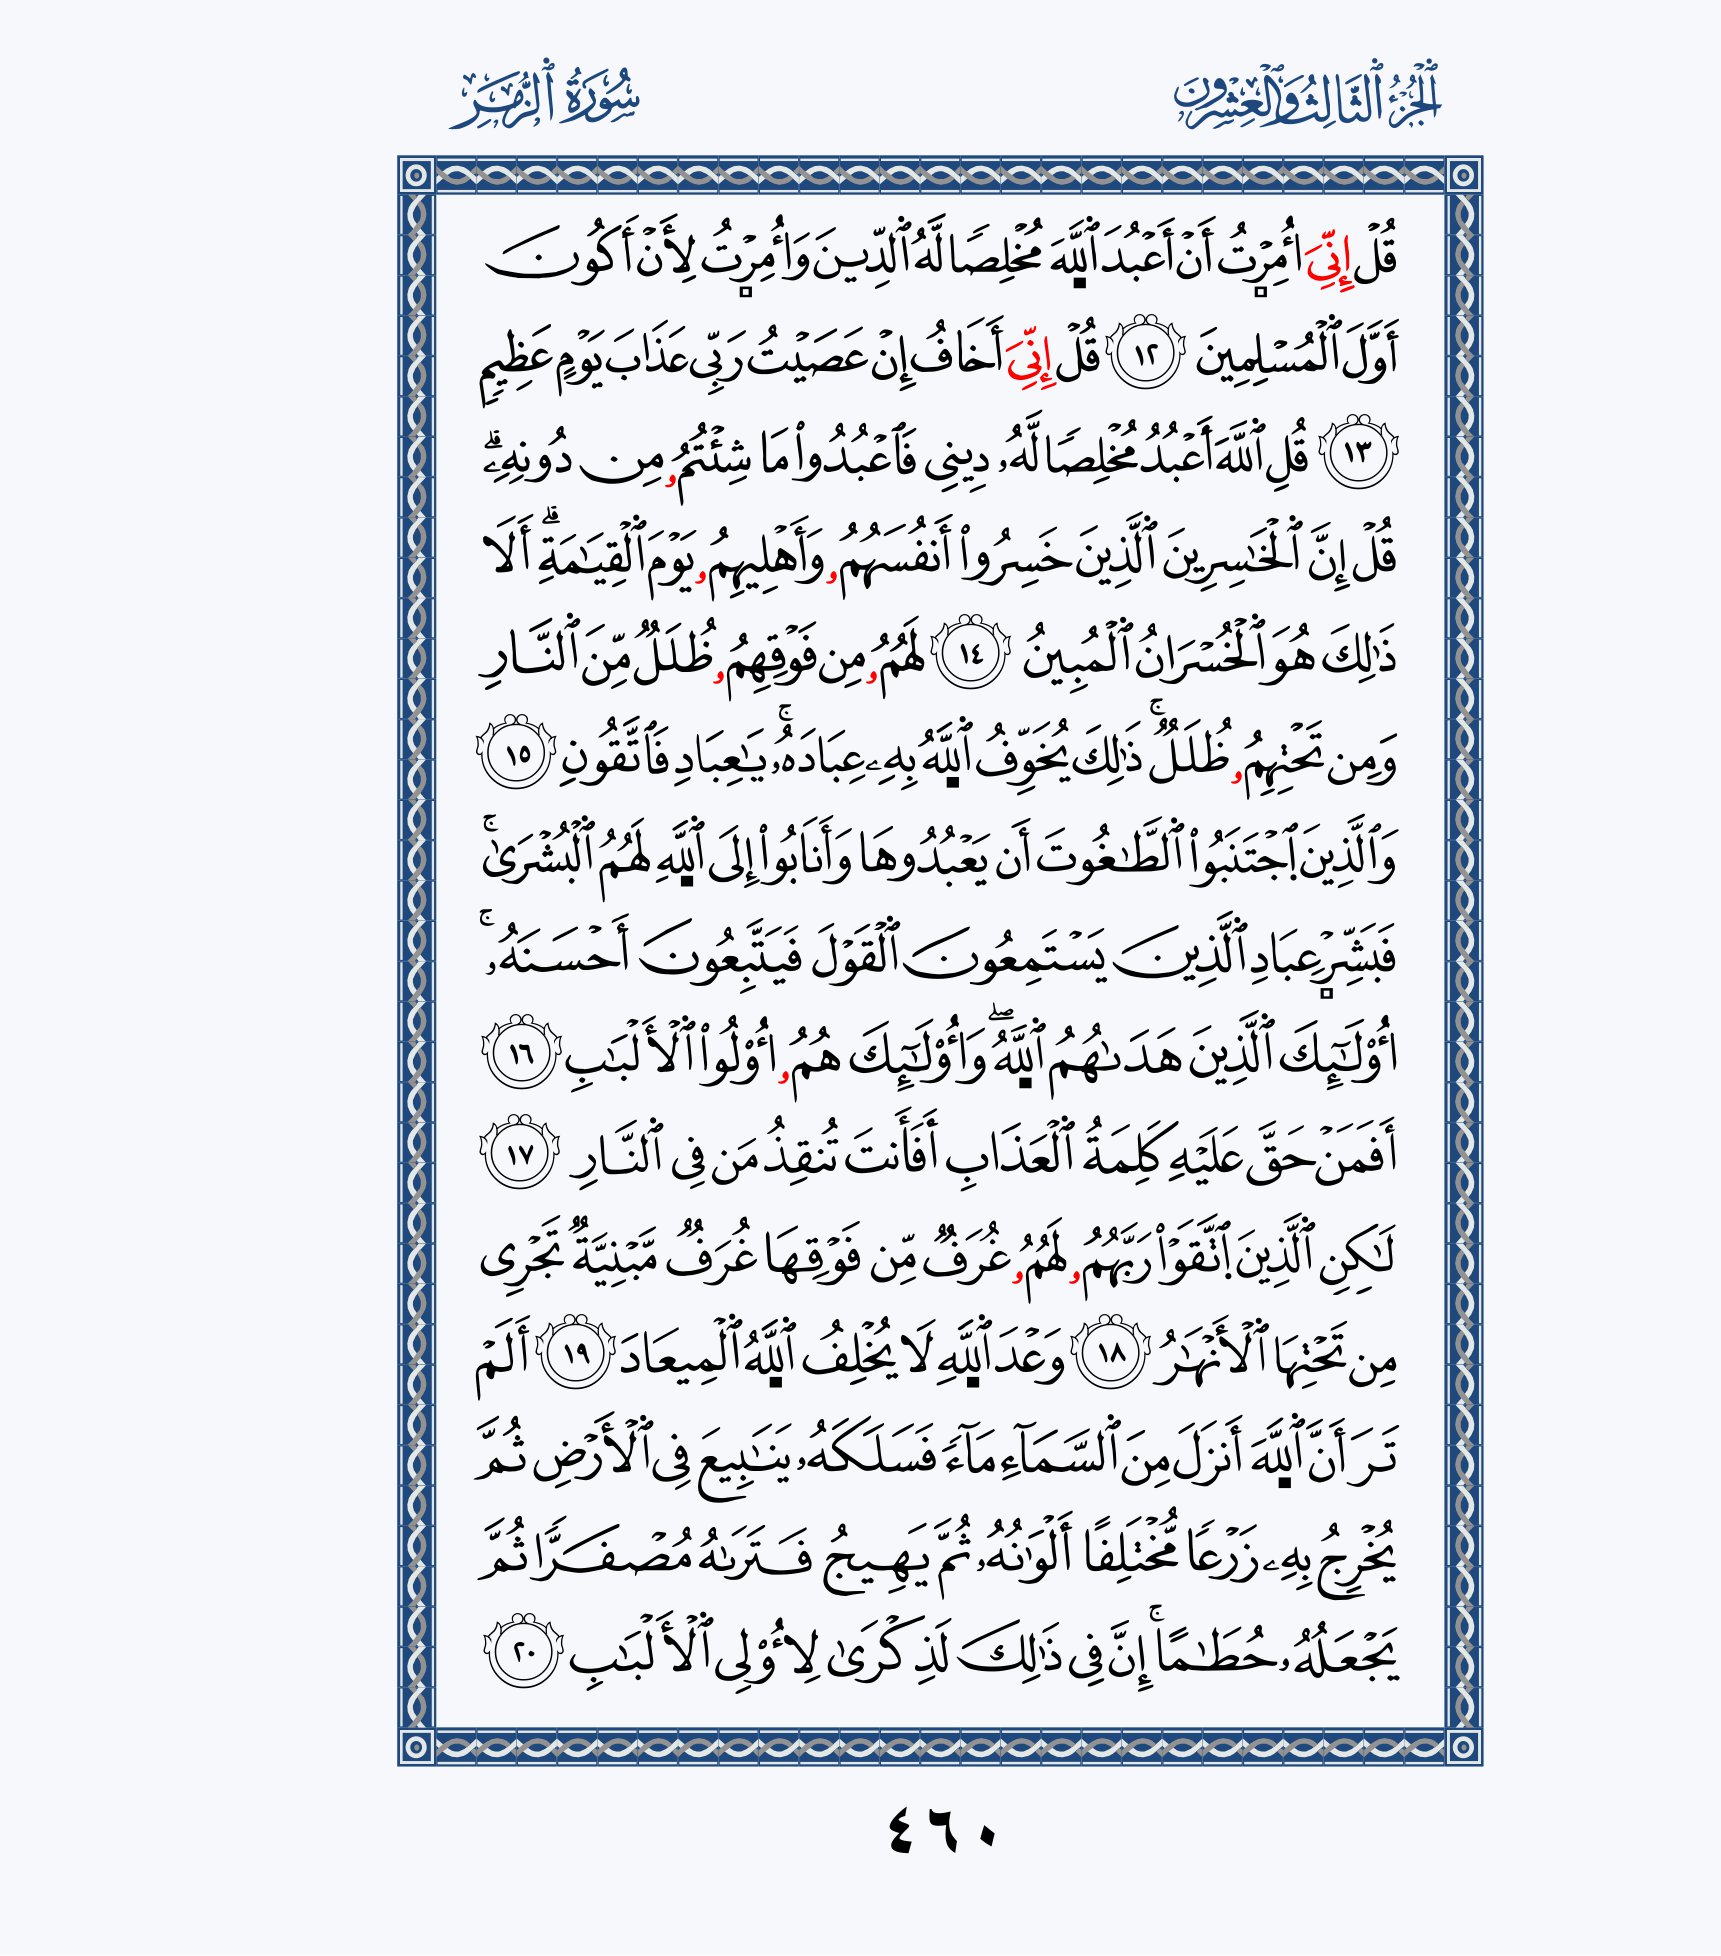 الجُزْءُ ٱلثَّالِثُ وَٱلْعِشْرُونَ
سُورَةُ ٱلزُّمَرِ
قُلْ إِنِّيَ أُمِرْتُ أَنْ أَعْبُدَ ٱللَّهَ مُخْلِصًا لَّهُ ٱلدِّينَ وَأُمِرْتُ لِأَنْ أَكُونَ
أَوَّلَ ٱلْمُسْلِمِينَ ١٢ قُلْ إِنِّيَ أَخَافُ إِنْ عَصَيْتُ رَبِّي عَذَابَ يَوْمٍ عَظِيمٍ
١٣ قُلِ ٱللَّهَ أَعْبُدُ مُخْلِصًا لَّهُۥ دِينِي فَٱعْبُدُوا۟ مَا شِئْتُمُۥ مِن دُونِهِۦۗ
قُلْ إِنَّ ٱلْخَٰسِرِينَ ٱلَّذِينَ خَسِرُوا۟ أَنفُسَهُمُۥ وَأَهْلِيهِمُۥ يَوْمَ ٱلْقِيَٰمَةِۗ أَلَا
ذَٰلِكَ هُوَ ٱلْخُسْرَانُ ٱلْمُبِينُ ١٤ لَهُمُۥ مِن فَوْقِهِمُۥ ظُلَلٌ مِّنَ ٱلنَّارِ
وَمِن تَحْتِهِمُۥ ظُلَلٌۚ ذَٰلِكَ يُخَوِّفُ ٱللَّهُ بِهِۦ عِبَادَهُۥۚ يَٰعِبَادِ فَٱتَّقُونِ ١٥
وَٱلَّذِينَ ٱجْتَنَبُوا۟ ٱلطَّٰغُوتَ أَن يَعْبُدُوهَا وَأَنَابُوا۟ إِلَى ٱللَّهِ لَهُمُ ٱلْبُشْرَىٰۚ
فَبَشِّرْ عِبَادِ ٱلَّذِينَ يَسْتَمِعُونَ ٱلْقَوْلَ فَيَتَّبِعُونَ أَحْسَنَهُۥۚ
أُو۟لَٰٓئِكَ ٱلَّذِينَ هَدَىٰهُمُ ٱللَّهُۖ وَأُو۟لَٰٓئِكَ هُمُۥ أُو۟لُوا۟ ٱلْأَلْبَٰبِ ١٦
أَفَمَنْ حَقَّ عَلَيْهِ كَلِمَةُ ٱلْعَذَابِ أَفَأَنتَ تُنقِذُ مَن فِي ٱلنَّارِ ١٧
لَٰكِنِ ٱلَّذِينَ ٱتَّقَوْا۟ رَبَّهُمُۥ لَهُمُۥ غُرَفٌ مِّن فَوْقِهَا غُرَفٌ مَّبْنِيَّةٌ تَجْرِي
مِن تَحْتِهَا ٱلْأَنْهَٰرُ ١٨ وَعْدَ ٱللَّهِ لَا يُخْلِفُ ٱللَّهُ ٱلْمِيعَادَ ١٩ أَلَمْ
تَرَ أَنَّ ٱللَّهَ أَنزَلَ مِنَ ٱلسَّمَآءِ مَآءً فَسَلَكَهُۥ يَنَٰبِيعَ فِي ٱلْأَرْضِ ثُمَّ
يُخْرِجُ بِهِۦ زَرْعًا مُّخْتَلِفًا أَلْوَٰنُهُۥ ثُمَّ يَهِيجُ فَتَرَىٰهُ مُصْفَرًّا ثُمَّ
يَجْعَلُهُۥ حُطَٰمًاۚ إِنَّ فِي ذَٰلِكَ لَذِكْرَىٰ لِأُو۟لِي ٱلْأَلْبَٰبِ ٢٠
٤٦٠